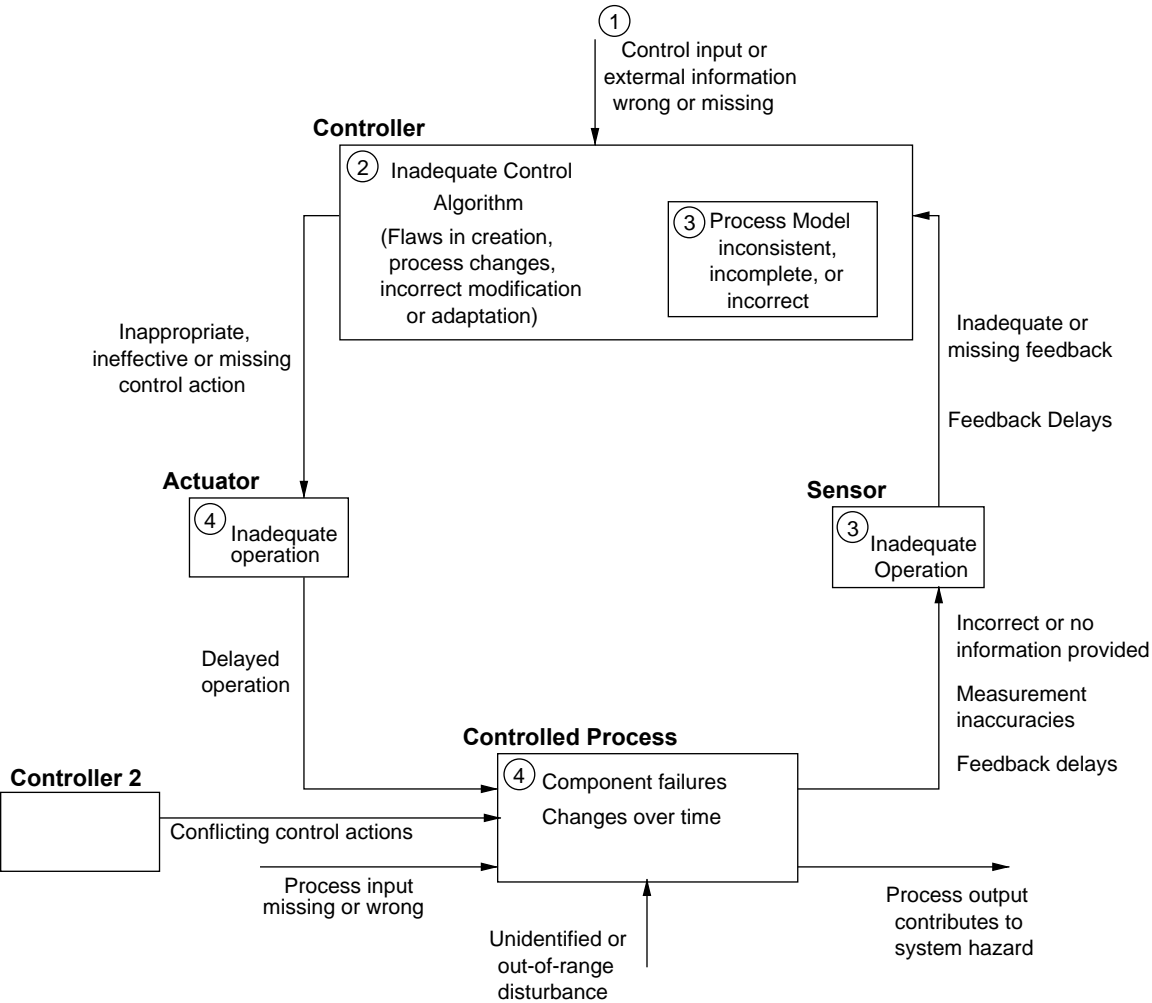 1
Control input or
extermal information
wrong or missing
Controller
2 Inadequate Control
Algorithm
(Flaws in creation,
process changes,
incorrect modification
or adaptation)
3 Process Model
inconsistent,
incomplete, or
incorrect
Inappropriate,
ineffective or missing
control action
Inadequate or
missing feedback
Feedback Delays
Actuator
4 Inadequate
operation
Sensor
3 Inadequate
Operation
Delayed
operation
Incorrect or no
information provided
Measurement
inaccuracies
Feedback delays
Controlled Process
4 Component failures
Changes over time
Controller 2
Conflicting control actions
Process input
missing or wrong
Unidentified or
out-of-range
disturbance
Process output
contributes to
system hazard